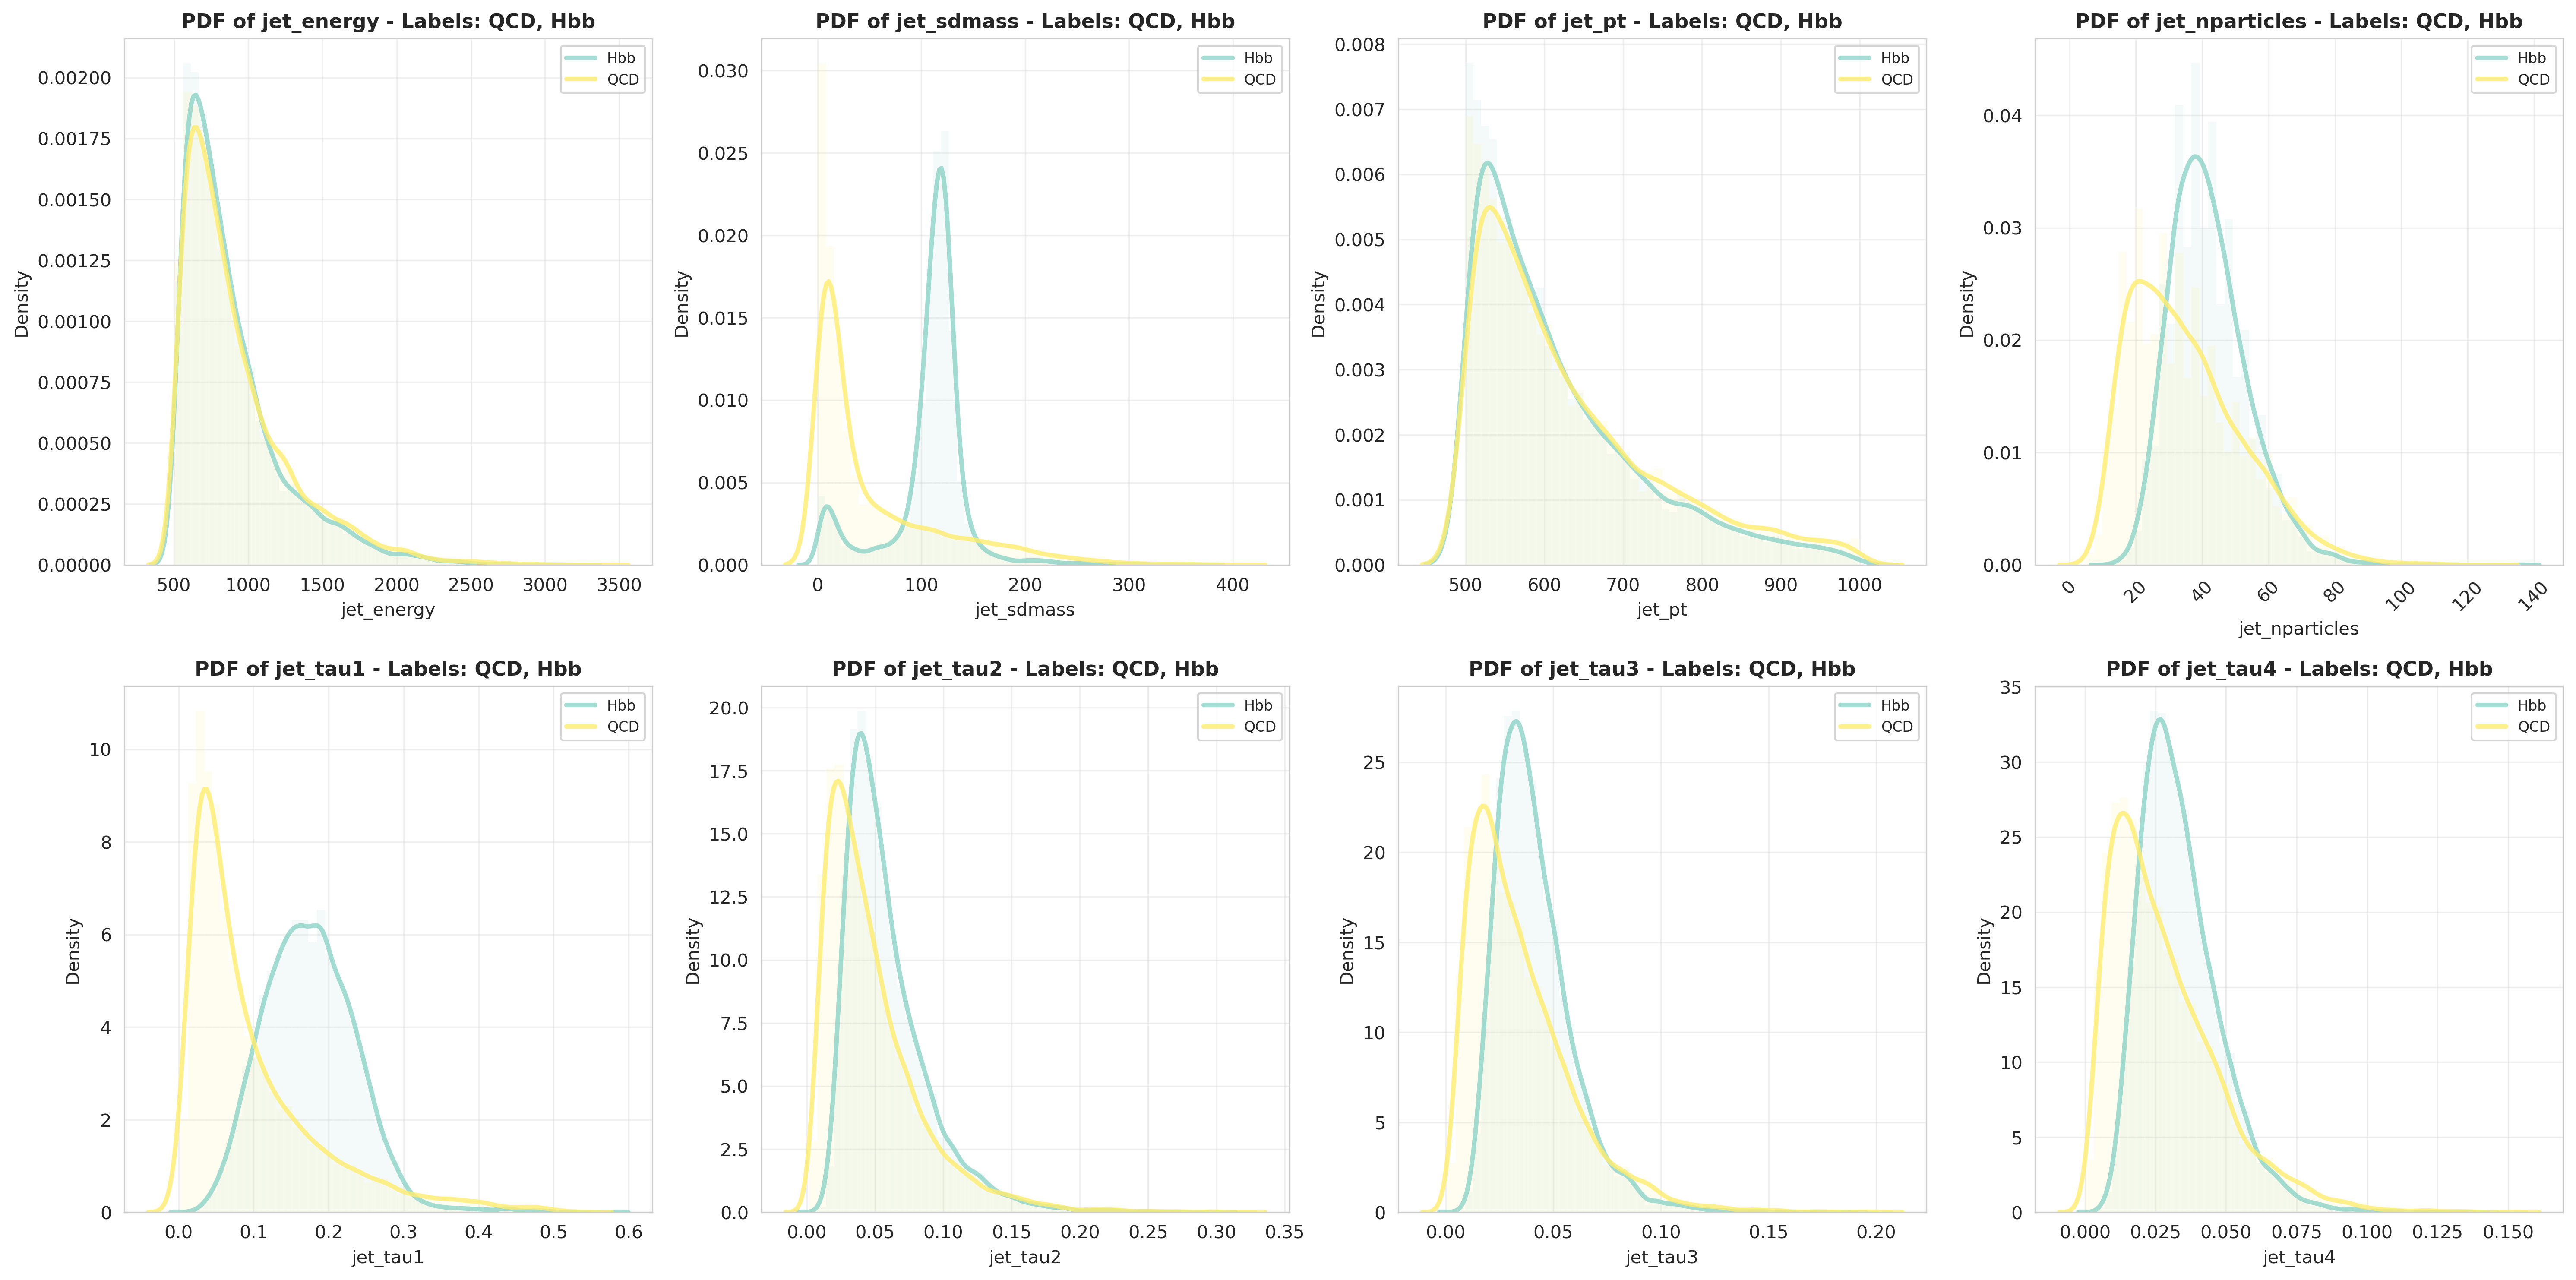 PDF of jet_energy - Labels: QCD, Hbb
Hbb
QCD
0.00200
0.00175
0.00150
0.00125
0.00100
0.00075
0.00050
0.00025
0.00000
Density
500 1000 1500 2000 2500 3000 3500
jet_energy
PDF of jet_sdmass - Labels: QCD, Hbb
Hbb
QCD
0.030
0.025
0.020
0.015
0.010
0.005
0.000
Density
0 100 200 300 400
jet_sdmass
PDF of jet_pt - Labels: QCD, Hbb
Hbb
QCD
0.008
0.007
0.006
0.005
0.004
0.003
0.002
0.001
0.000
Density
500 600 700 800 900 1000
jet_pt
PDF of jet_nparticles - Labels: QCD, Hbb
Hbb
QCD
0.04
0.03
0.02
0.01
0.00
Density
0 20 40 60 80 100 120 140
jet_nparticles
PDF of jet_tau1 - Labels: QCD, Hbb
Hbb
QCD
10
8
6
4
2
0
Density
0.0 0.1 0.2 0.3 0.4 0.5 0.6
jet_tau1
PDF of jet_tau2 - Labels: QCD, Hbb
Hbb
QCD
20.0
17.5
15.0
12.5
10.0
7.5
5.0
2.5
0.0
Density
0.00 0.05 0.10 0.15 0.20 0.25 0.30 0.35
jet_tau2
PDF of jet_tau3 - Labels: QCD, Hbb
Hbb
QCD
25
20
15
10
5
0
Density
0.00 0.05 0.10 0.15 0.20
jet_tau3
PDF of jet_tau4 - Labels: QCD, Hbb
Hbb
QCD
35
30
25
20
15
10
5
0
Density
0.000 0.025 0.050 0.075 0.100 0.125 0.150
jet_tau4